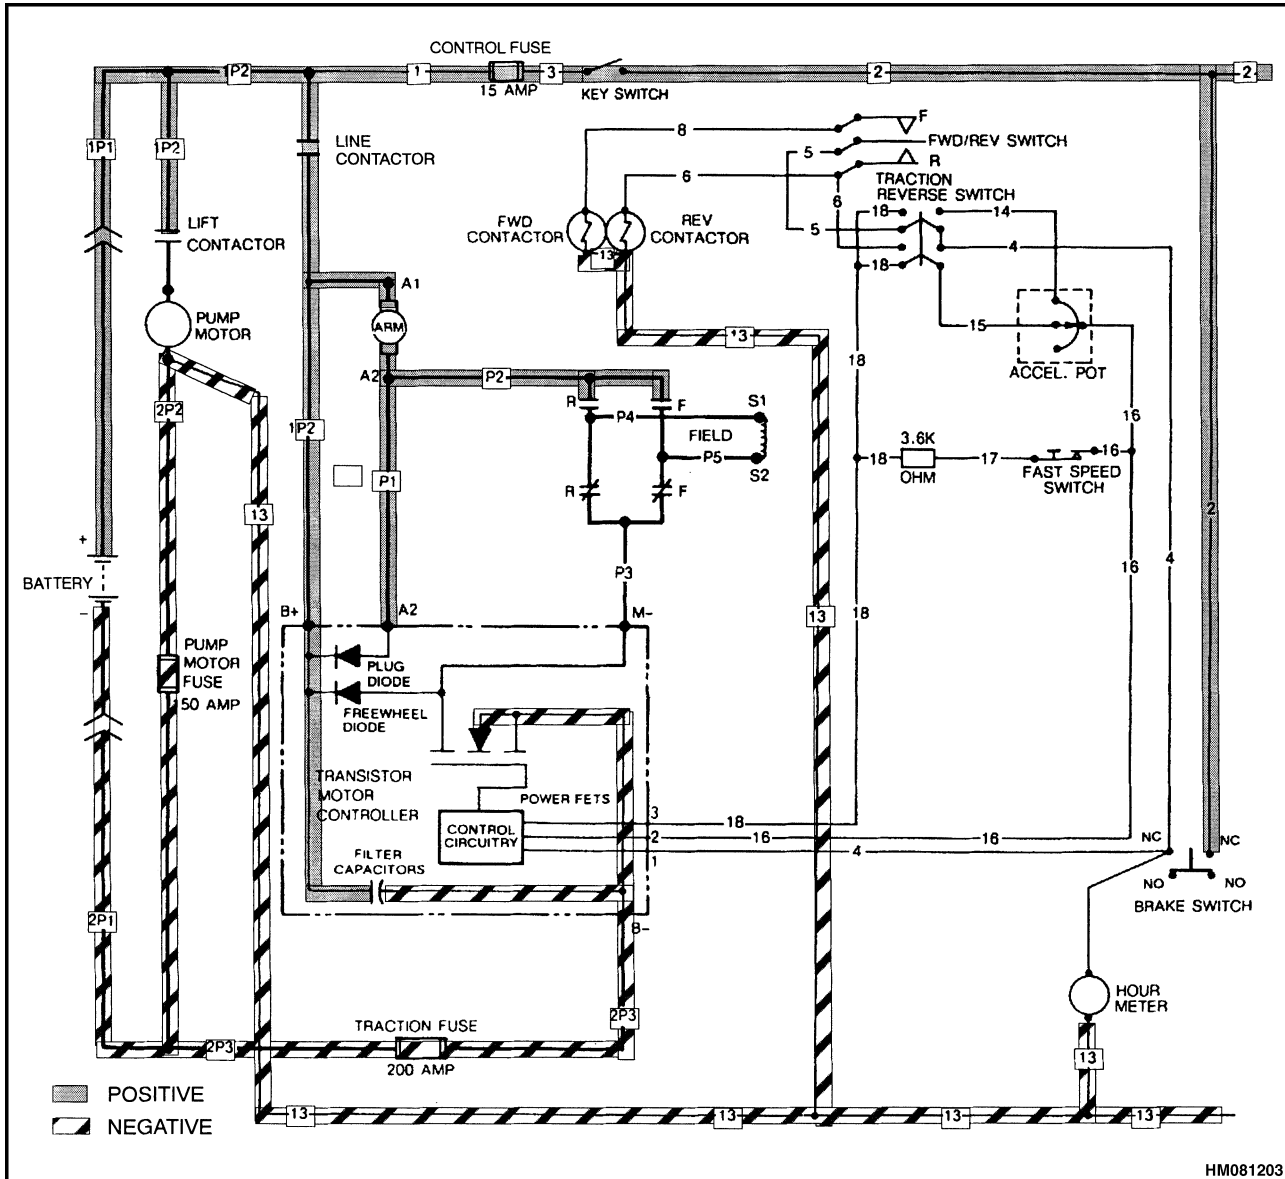 CONTROL FUSE
1P2
1
3
2
2
15 AMP
KEY SWITCH
1P1
1P2
LINE
CONTACTOR
8
F
FWD/REV SWITCH
5
R
6
TRACTION
REVERSE SWITCH
6
LIFT
CONTACTOR
FWD
CONTACTOR
REV
CONTACTOR
13
18
14
5
4
18
A1
PUMP
MOTOR
ARM
13
15
18
ACCEL. POT
A2
P2
2P2
R
F
S1
P4
FIELD
P5
S2
16
1P2
3.6K
18
OHM
17
16
FAST SPEED
SWITCH
P1
R
F
13
2
+
BATTERY
−
P3
16
4
B+
A2
M-
13
18
PUMP
MOTOR
FUSE
50 AMP
PLUG
DIODE
FREEWHEEL
DIODE
TRANSISTOR
MOTOR
CONTROLLER
POWER FETS
3
18
CONTROL
CIRCUITRY
2
16
16
1
4
NC
NC
FILTER
CAPACITORS
NO
NO
BRAKE SWITCH
2P1
B-
HOUR
METER
2P3
TRACTION FUSE
2P3
200 AMP
13
POSITIVE
13
13
13
13
NEGATIVE
HM081203